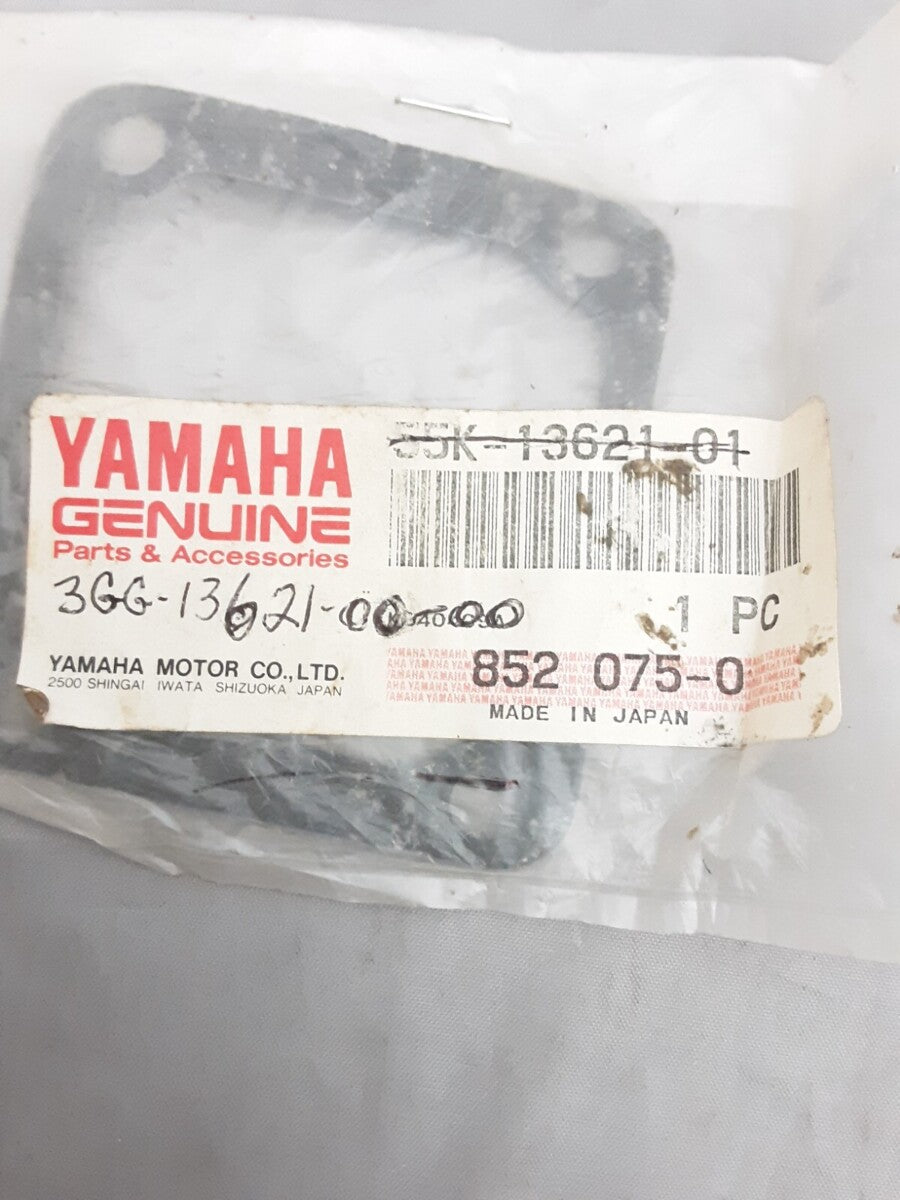 YAMAHA
GENUINE
Parts & Accessories
55K-13621-01
3GG-13621-00-00
1 PC
YAMAHA MOTOR CO.,LTD.
2500 SHINGAI IWATA SHIZUOKA JAPAN
852 075-0
MADE IN JAPAN